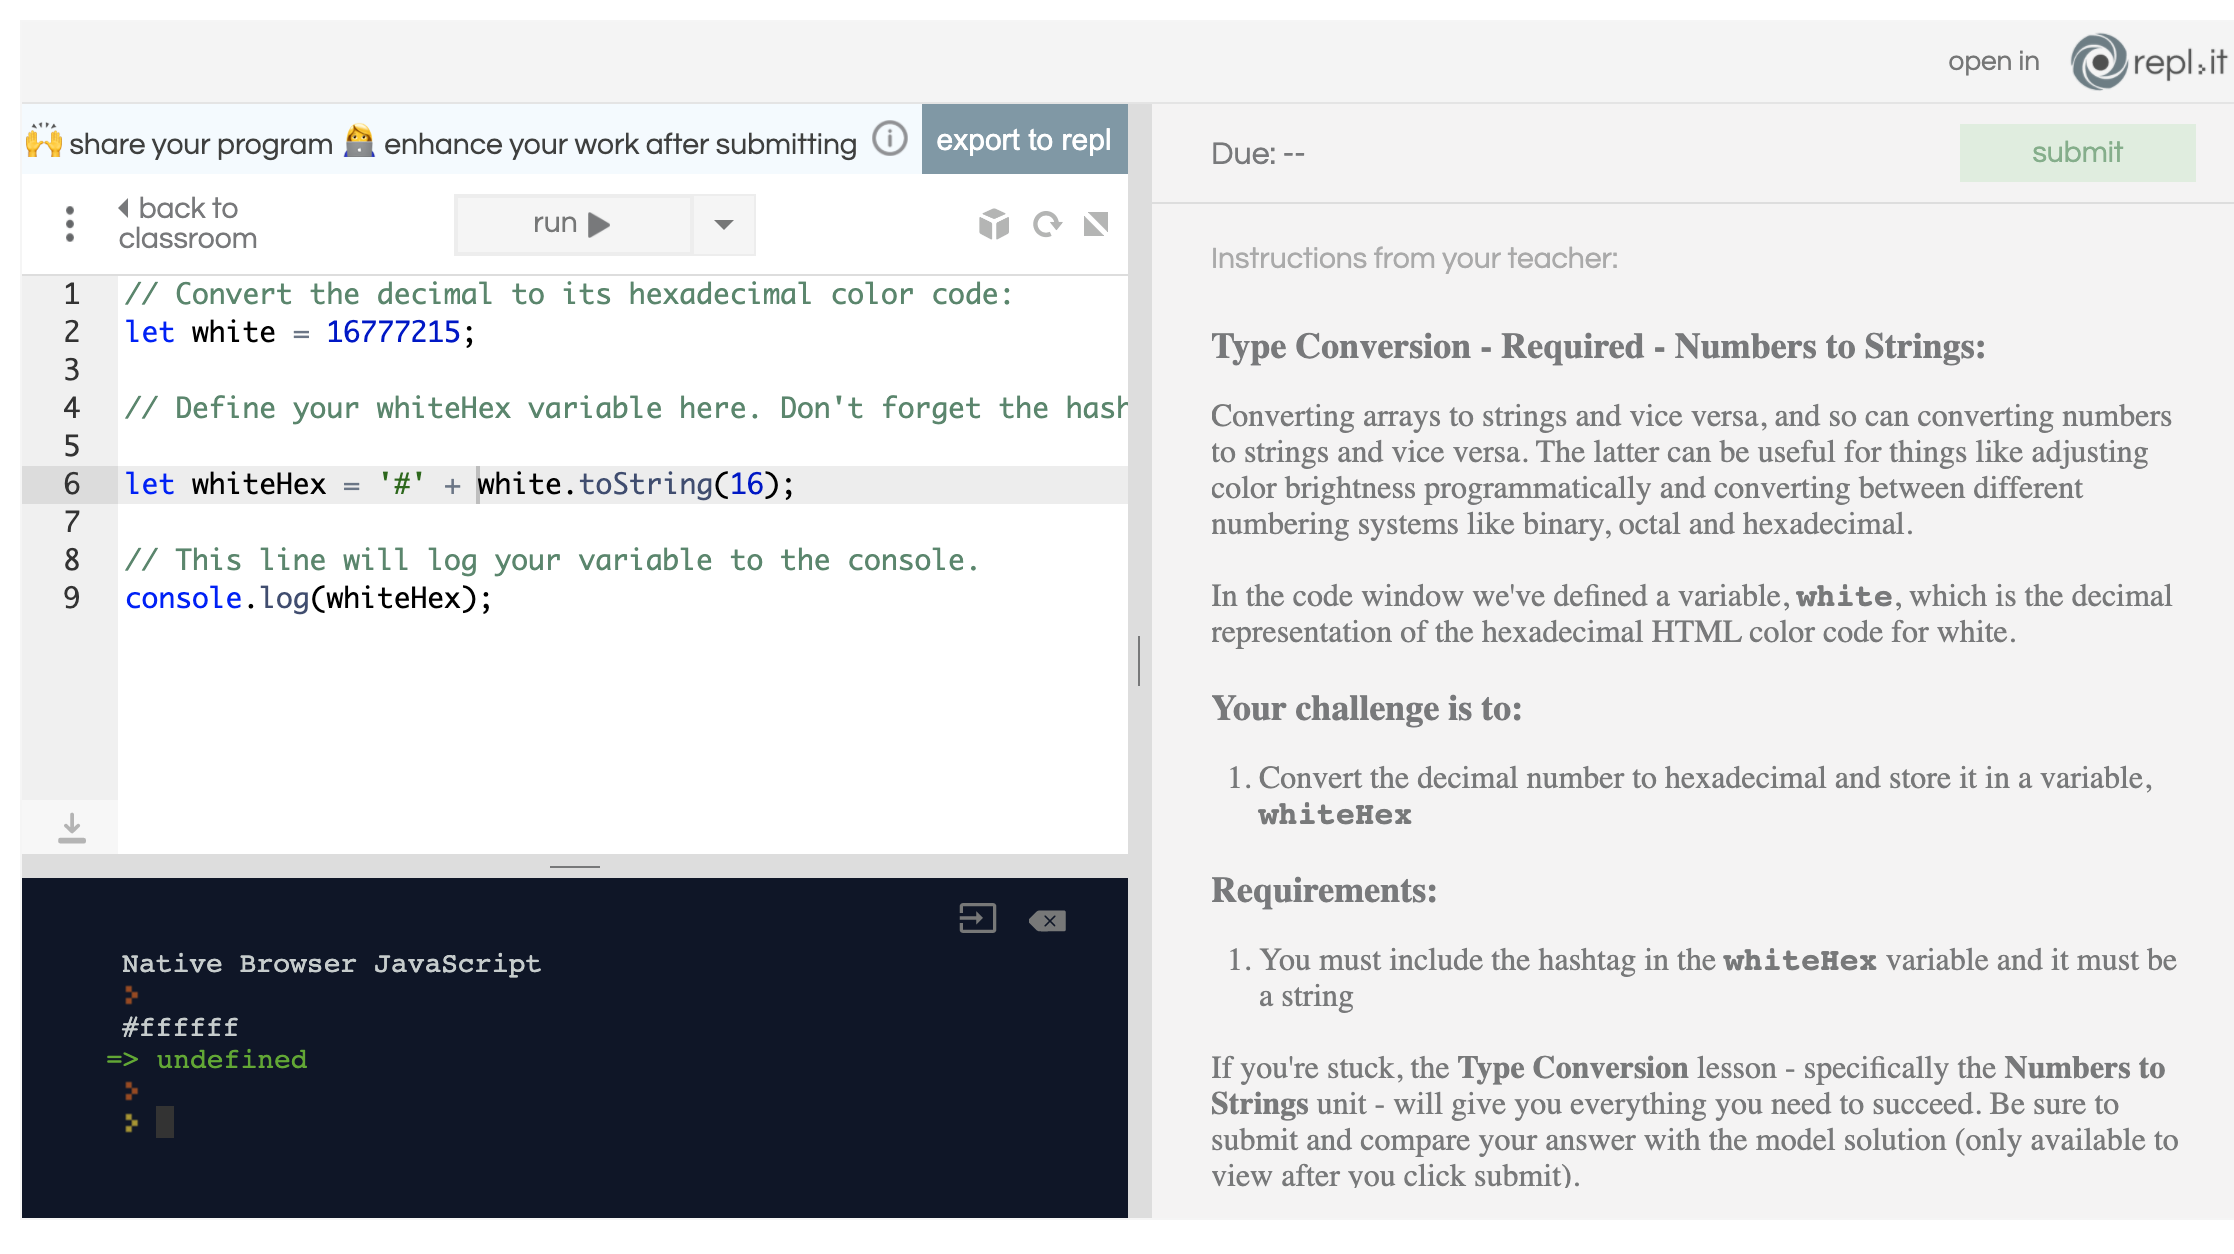 open in repl.it
share your program enhance your work after submitting export to repl
back to
classroom
run
1 // Convert the decimal to its hexadecimal color code:
2 let white = 16777215;
3
4 // Define your whiteHex variable here. Don't forget the hash
5
6 let whiteHex = '#' + white.toString(16);
7
8 // This line will log your variable to the console.
9 console.log(whiteHex);
Native Browser JavaScript
#ffffff
=> undefined
Due: --
submit
Instructions from your teacher:
Type Conversion - Required - Numbers to Strings:
Converting arrays to strings and vice versa, and so can converting numbers
to strings and vice versa. The latter can be useful for things like adjusting
color brightness programmatically and converting between different
numbering systems like binary, octal and hexadecimal.
In the code window we've defined a variable, white, which is the decimal
representation of the hexadecimal HTML color code for white.
Your challenge is to:
1. Convert the decimal number to hexadecimal and store it in a variable,
whiteHex
Requirements:
1. You must include the hashtag in the whiteHex variable and it must be
a string
If you're stuck, the Type Conversion lesson - specifically the Numbers to
Strings unit - will give you everything you need to succeed. Be sure to
submit and compare your answer with the model solution (only available to
view after you click submit).